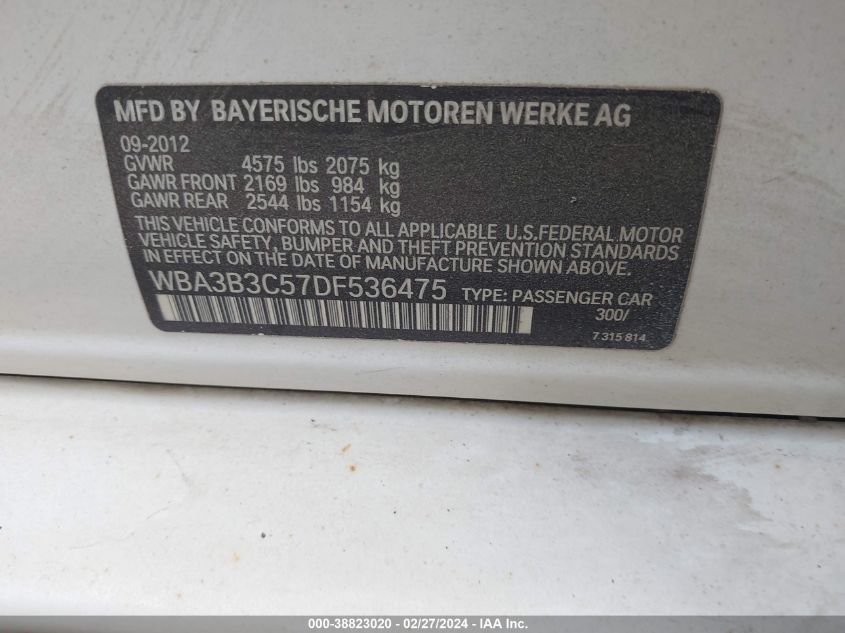 MFD BY BAYERISCHE MOTOREN WERKE AG
09-2012
GVWR 4575 lbs 2075 kg
GAWR FRONT 2169 lbs 984 kg
GAWR REAR 2544 lbs 1154 kg
THIS VEHICLE CONFORMS TO ALL APPLICABLE U.S.FEDERAL MOTOR
VEHICLE SAFETY, BUMPER AND THEFT PREVENTION STANDARDS
IN EFFECT ON THE DATE OF MANUFACTURE SHOWN ABOVE.
WBA3B3C57DF536475 TYPE: PASSENGER CAR
300/
7 315 814
000-38823020 - 02/27/2024 - IAA Inc.